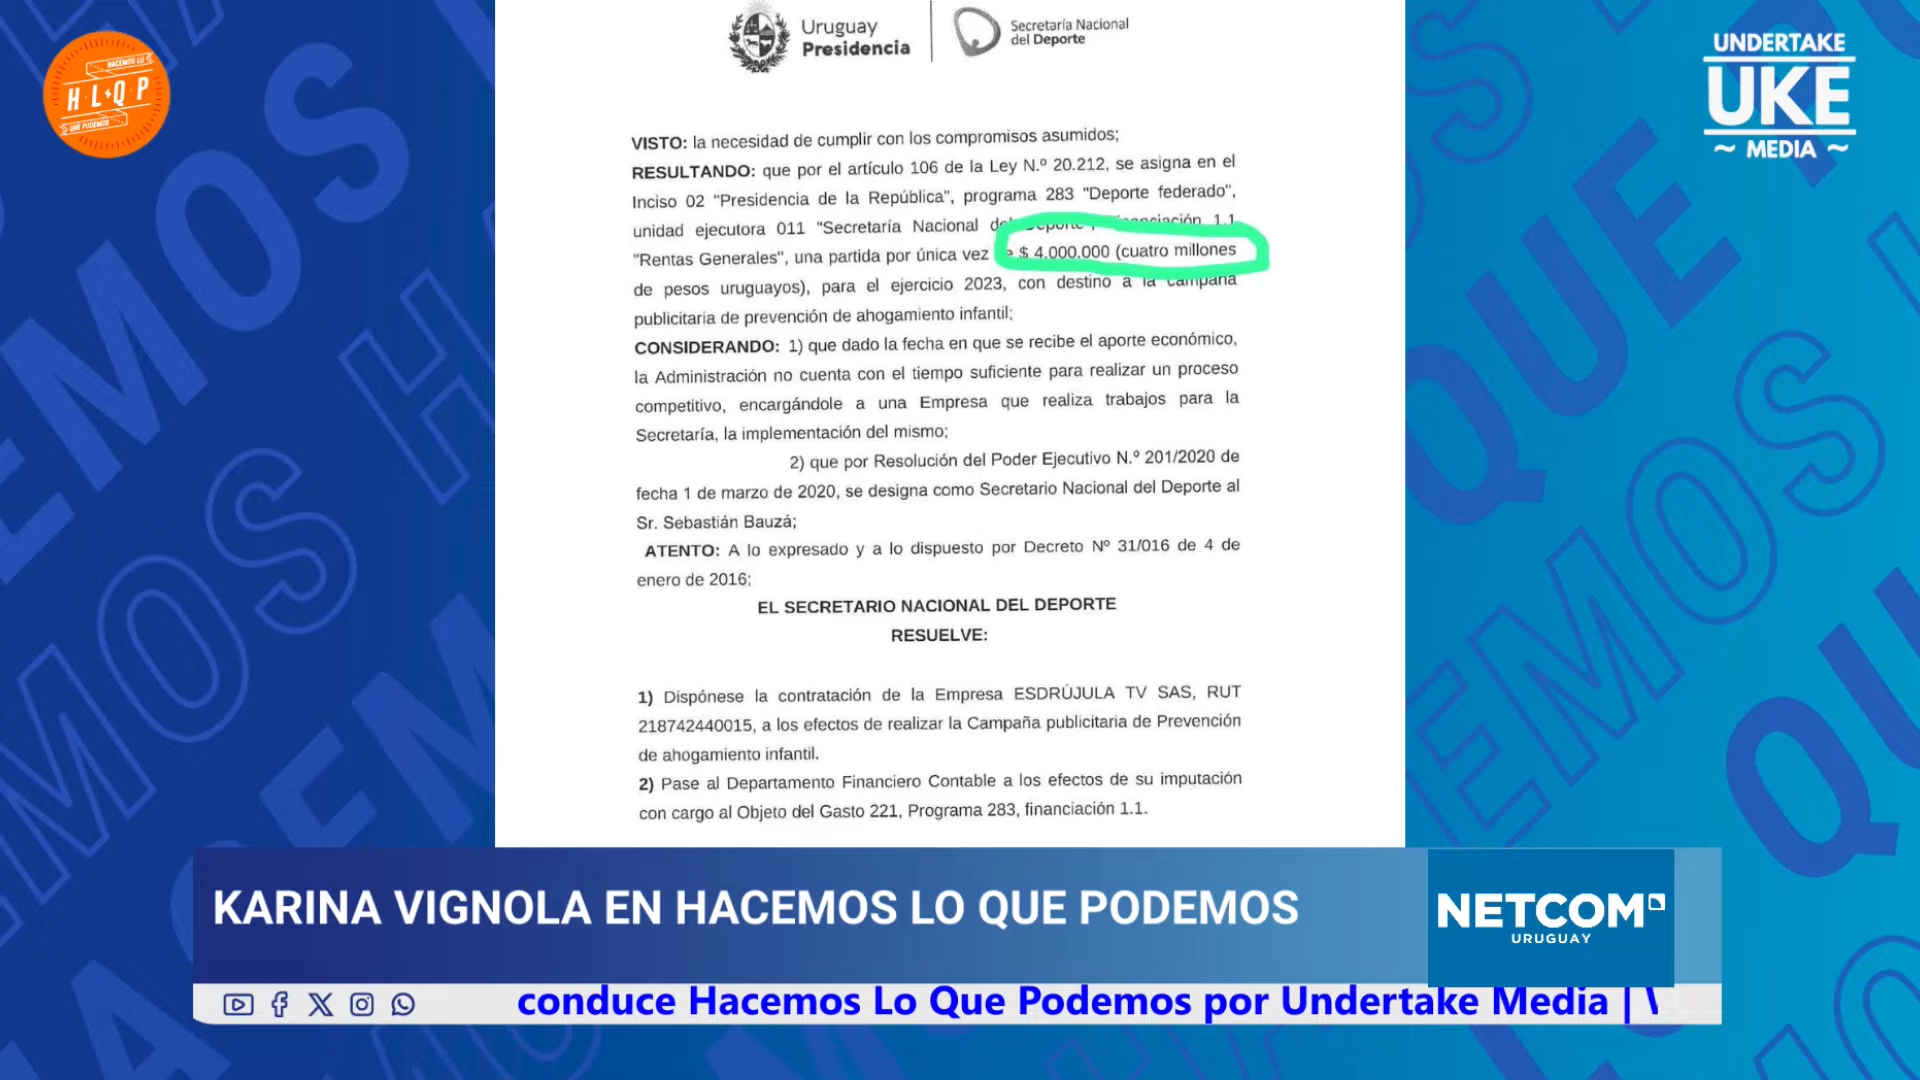 HACEMOS LO
H L Q P
QUE PODEMOS
Uruguay
Presidencia
Secretaría Nacional
del Deporte
UNDERTAKE
UKE
~ MEDIA ~
VISTO: la necesidad de cumplir con los compromisos asumidos;
RESULTANDO: que por el artículo 106 de la Ley N.º 20.212, se asigna en el
Inciso 02 "Presidencia de la República", programa 283 "Deporte federado",
unidad ejecutora 011 "Secretaría Nacional del Deporte", financiación 1.1
"Rentas Generales", una partida por única vez de $ 4.000.000 (cuatro millones
de pesos uruguayos), para el ejercicio 2023, con destino a la campaña
publicitaria de prevención de ahogamiento infantil;
CONSIDERANDO: 1) que dado la fecha en que se recibe el aporte económico,
la Administración no cuenta con el tiempo suficiente para realizar un proceso
competitivo, encargándole a una Empresa que realiza trabajos para la
Secretaría, la implementación del mismo;
2) que por Resolución del Poder Ejecutivo N.º 201/2020 de
fecha 1 de marzo de 2020, se designa como Secretario Nacional del Deporte al
Sr. Sebastián Bauzá;
ATENTO: A lo expresado y a lo dispuesto por Decreto Nº 31/016 de 4 de
enero de 2016;
EL SECRETARIO NACIONAL DEL DEPORTE
RESUELVE:
1) Dispónese la contratación de la Empresa ESDRÚJULA TV SAS, RUT
218742440015, a los efectos de realizar la Campaña publicitaria de Prevención
de ahogamiento infantil.
2) Pase al Departamento Financiero Contable a los efectos de su imputación
con cargo al Objeto del Gasto 221, Programa 283, financiación 1.1.
KARINA VIGNOLA EN HACEMOS LO QUE PODEMOS
NETCOM
URUGUAY
conduce Hacemos Lo Que Podemos por Undertake Media |